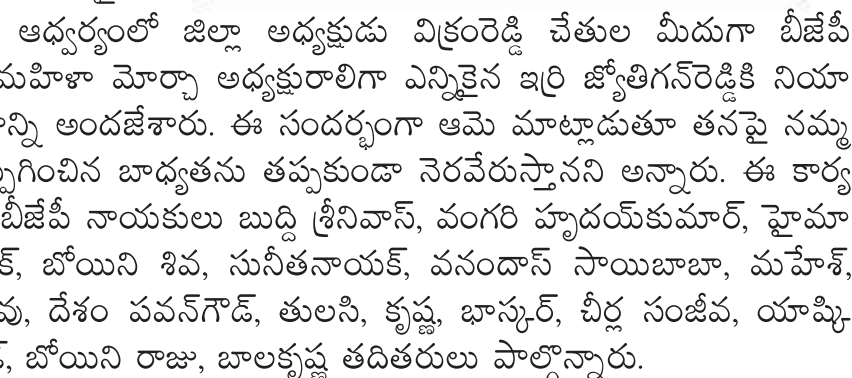 ఆధ్వర్యంలో జిల్లా అధ్యక్షుడు విక్రంరెడ్డి చేతుల మీదుగా బీజేపీ
మహిళా మోర్చా అధ్యక్షురాలిగా ఎన్నికైన ఇర్రి జ్యోతిగన్‌రెడ్డికి నియా
న్ని అందజేశారు. ఈ సందర్భంగా ఆమె మాట్లాడుతూ తనపై నమ్మ
ప్పగించిన బాధ్యతను తప్పకుండా నెరవేరుస్తానని అన్నారు. ఈ కార్య
బీజేపీ నాయకులు బుద్ది శ్రీనివాస్, వంగరి హృదయ్‌కుమార్, హైమా
క్, బోయిని శివ, సునీతనాయక్, వనందాస్ సాయిబాబా, మహేశ్,
వు, దేశం పవన్‌గౌడ్, తులసి, కృష్ణ, భాస్కర్, చీర్ల సంజీవ, యాష్కి
బోయిని రాజు, బాలకృష్ణ తదితరులు పాల్గొన్నారు.